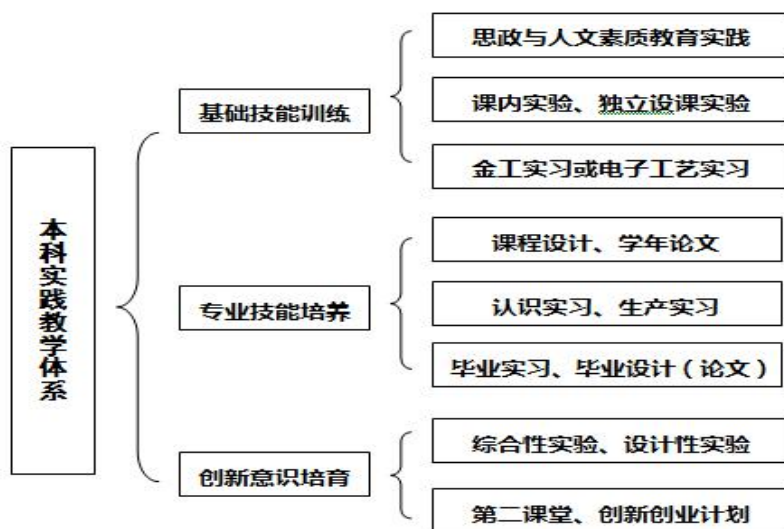 本科实践教学体系
基础技能训练
思政与人文素质教育实践
课内实验、独立设课实验
金工实习或电子工艺实习
专业技能培养
课程设计、学年论文
认识实习、生产实习
毕业实习、毕业设计（论文）
创新意识培育
综合性实验、设计性实验
第二课堂、创新创业计划